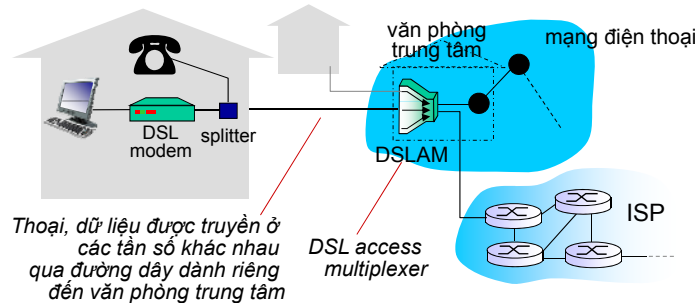 văn phòng
trung tâm
mạng điện thoại
DSL
modem
splitter
DSLAM
ISP
Thoại, dữ liệu được truyền ở
các tần số khác nhau
qua đường dây dành riêng
đến văn phòng trung tâm
DSL access
multiplexer